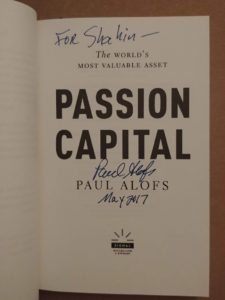 FOR Shahin —
THE WORLD'S
MOST VALUABLE ASSET
PASSION
CAPITAL
Paul Alofs
PAUL ALOFS
May 2017
SIGNAL